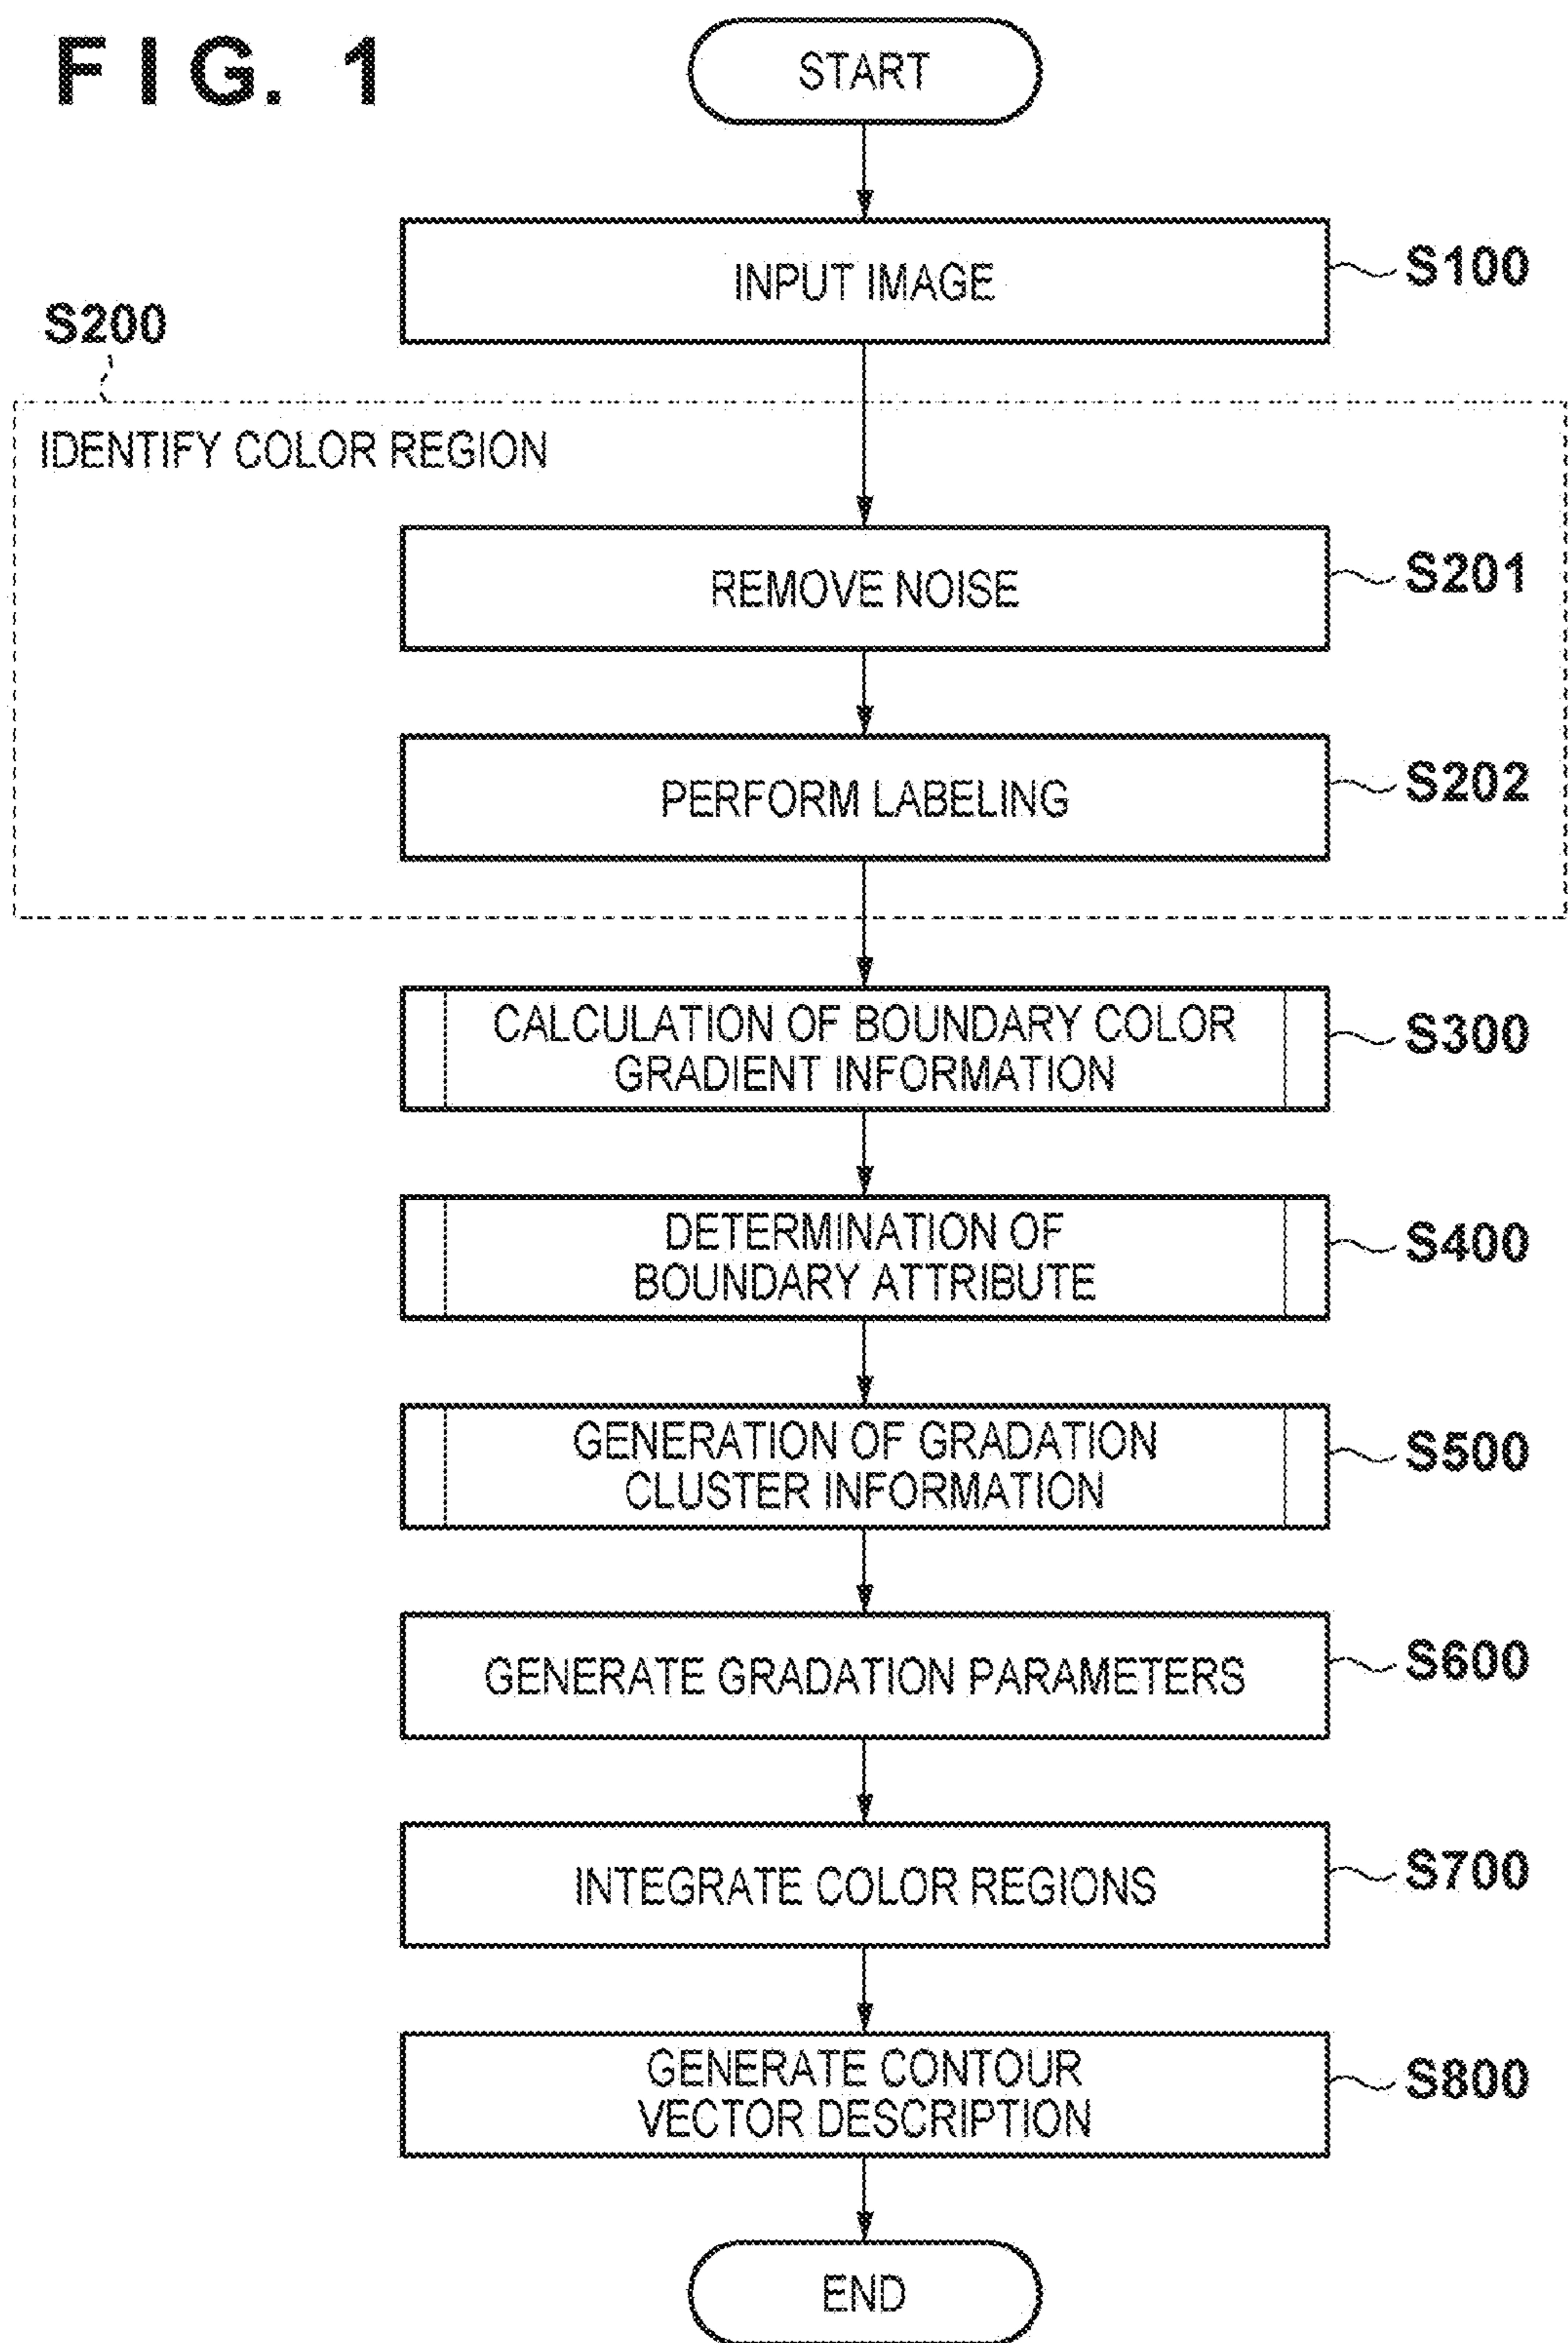 FIG. 1
START
INPUT IMAGE
S100
S200
IDENTIFY COLOR REGION
REMOVE NOISE
S201
PERFORM LABELING
S202
CALCULATION OF BOUNDARY COLOR
GRADIENT INFORMATION
S300
DETERMINATION OF
BOUNDARY ATTRIBUTE
S400
GENERATION OF GRADATION
CLUSTER INFORMATION
S500
GENERATE GRADATION PARAMETERS
S600
INTEGRATE COLOR REGIONS
S700
GENERATE CONTOUR
VECTOR DESCRIPTION
S800
END